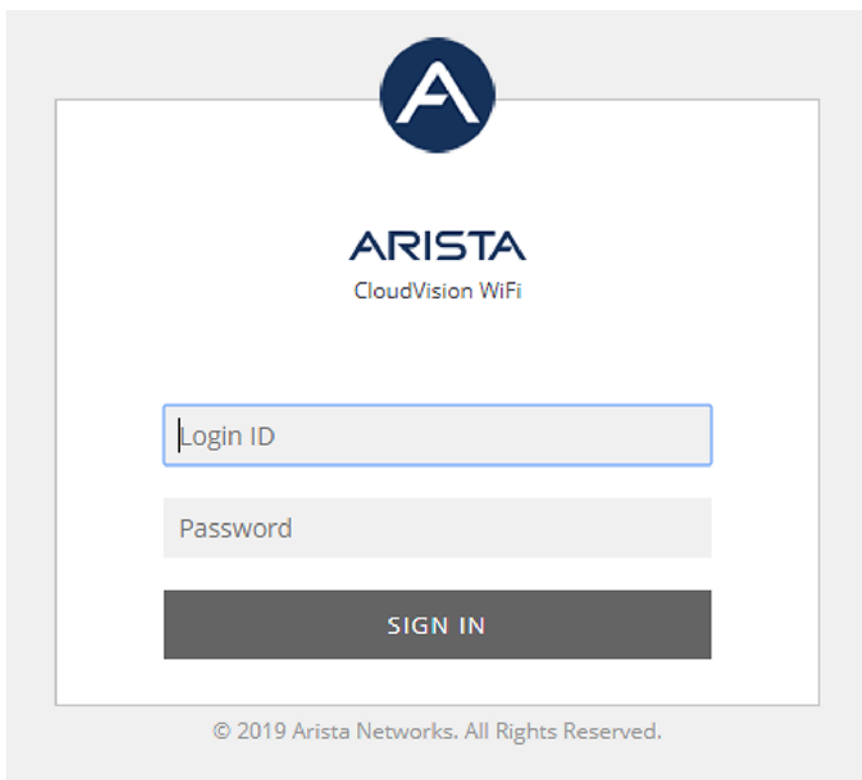 ARISTA
CloudVision WiFi
Login ID
Password
SIGN IN
© 2019 Arista Networks. All Rights Reserved.